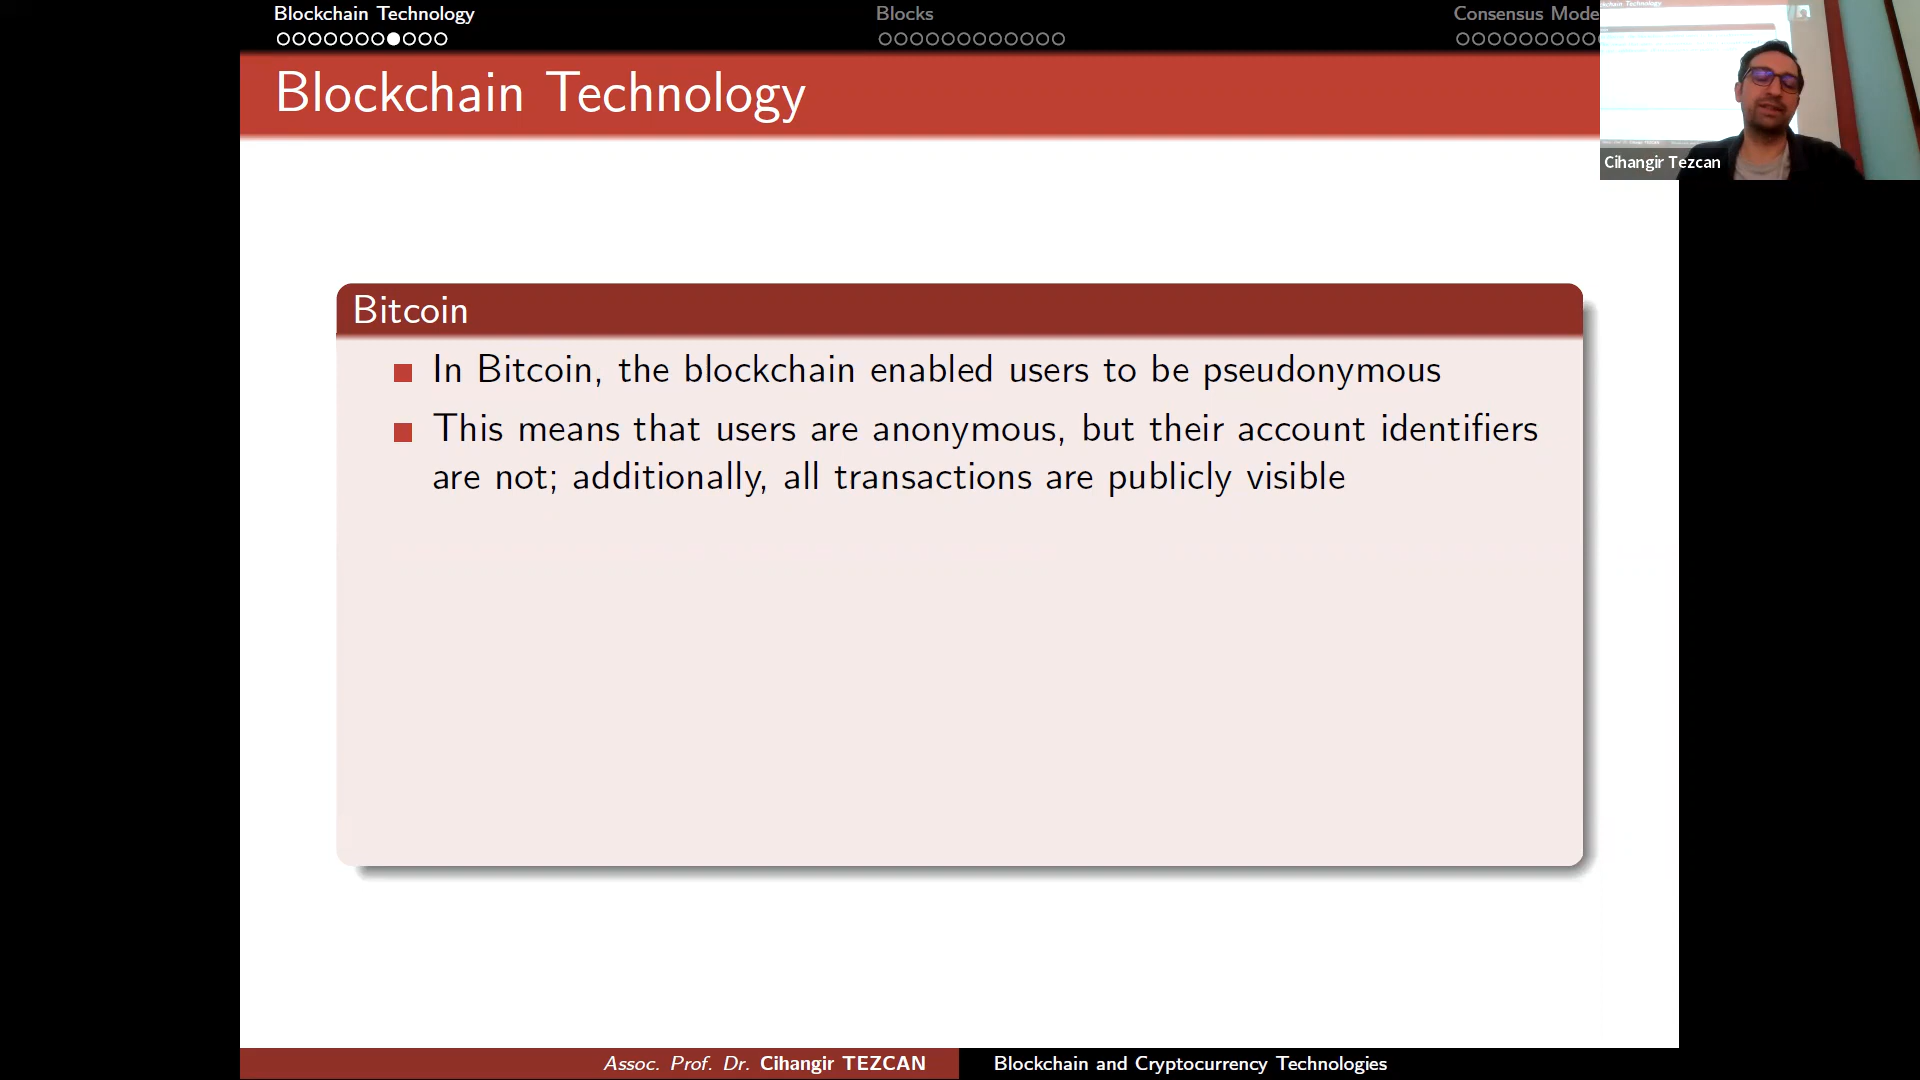 Blockchain Technology
Blocks
Consensus Mode
Blockchain Technology
Cihangir Tezcan
Bitcoin
In Bitcoin, the blockchain enabled users to be pseudonymous
This means that users are anonymous, but their account identifiers
are not; additionally, all transactions are publicly visible
Assoc. Prof. Dr. Cihangir TEZCAN
Blockchain and Cryptocurrency Technologies